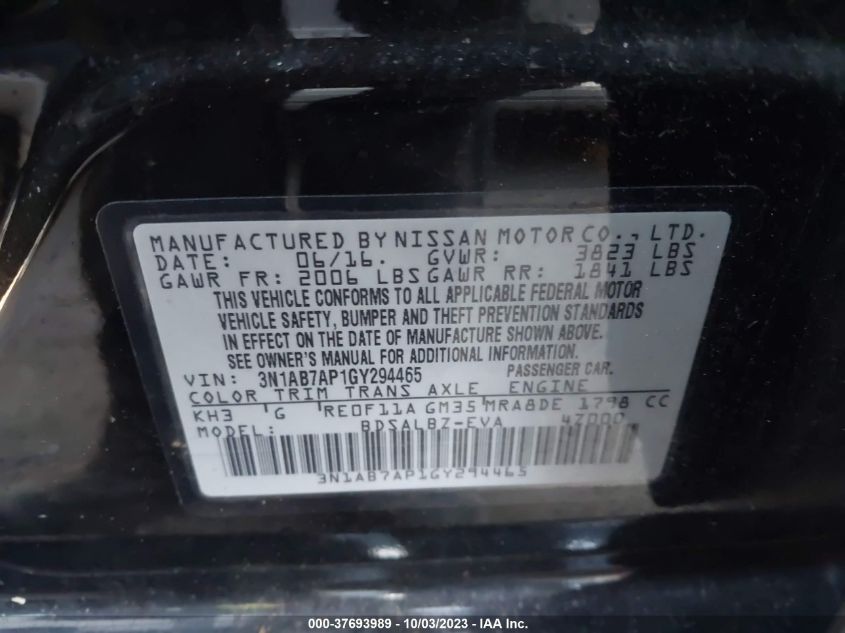 MANUFACTURED BY NISSAN MOTOR CO., LTD.
DATE: 06/16. GVWR: 3823 LBS
GAWR FR: 2006 LBS GAWR RR: 1841 LBS
THIS VEHICLE CONFORMS TO ALL APPLICABLE FEDERAL MOTOR
VEHICLE SAFETY, BUMPER AND THEFT PREVENTION STANDARDS
IN EFFECT ON THE DATE OF MANUFACTURE SHOWN ABOVE.
SEE OWNER'S MANUAL FOR ADDITIONAL INFORMATION.
VIN: 3N1AB7AP1GY294465 PASSENGER CAR.
COLOR TRIM TRANS AXLE ENGINE
KH3 G RE0F11A GM35 MRA8DE 1798 CC
MODEL: BDSALBZ-EVA 4Z000
3N1AB7AP1GY294465
000-37693989 - 10/03/2023 - IAA Inc.